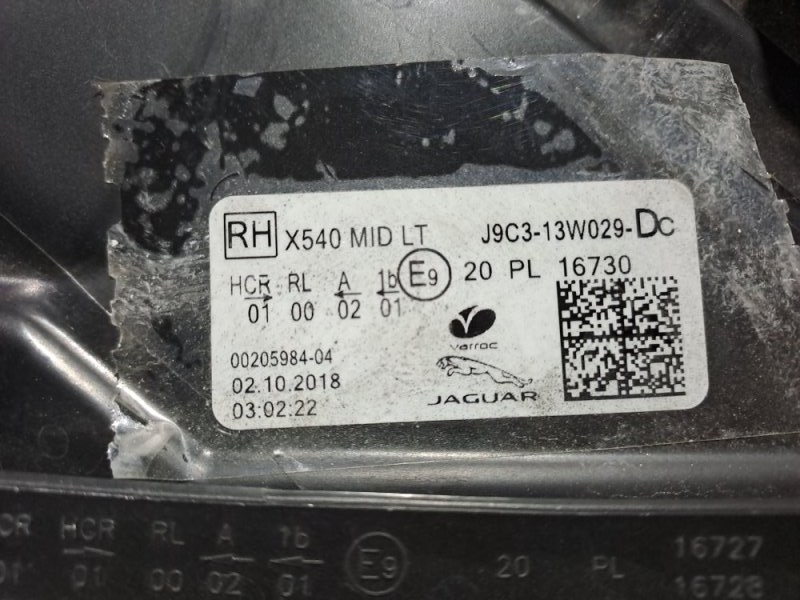 RH X540 MID LT J9C3-13W029-DC
HCR RL A 1b E9 20 PL 16730
01 00 02 01
varroc
00205984-04
02.10.2018
JAGUAR
03:02:22
CR HCR RL A 1b E9 20 PL 16727
01 01 00 02 01 16728